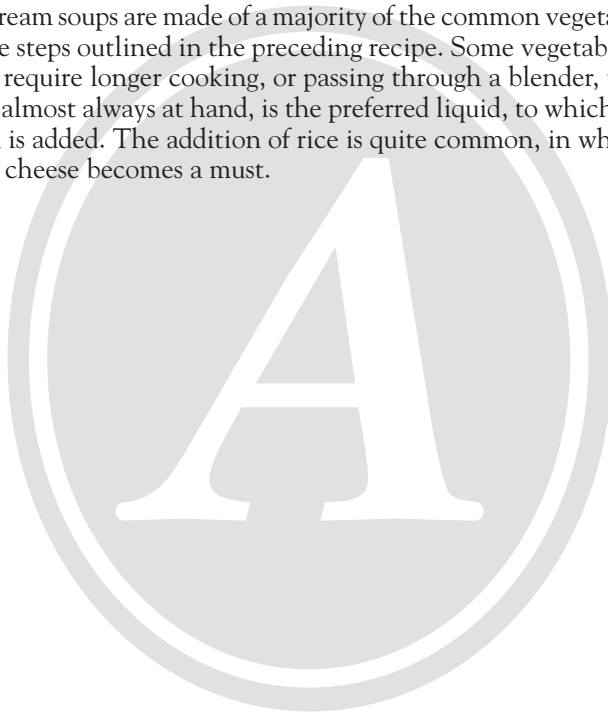 ream soups are made of a majority of the common vegeta
e steps outlined in the preceding recipe. Some vegetab
require longer cooking, or passing through a blender,
almost always at hand, is the preferred liquid, to which
is added. The addition of rice is quite common, in wh
cheese becomes a must.
A